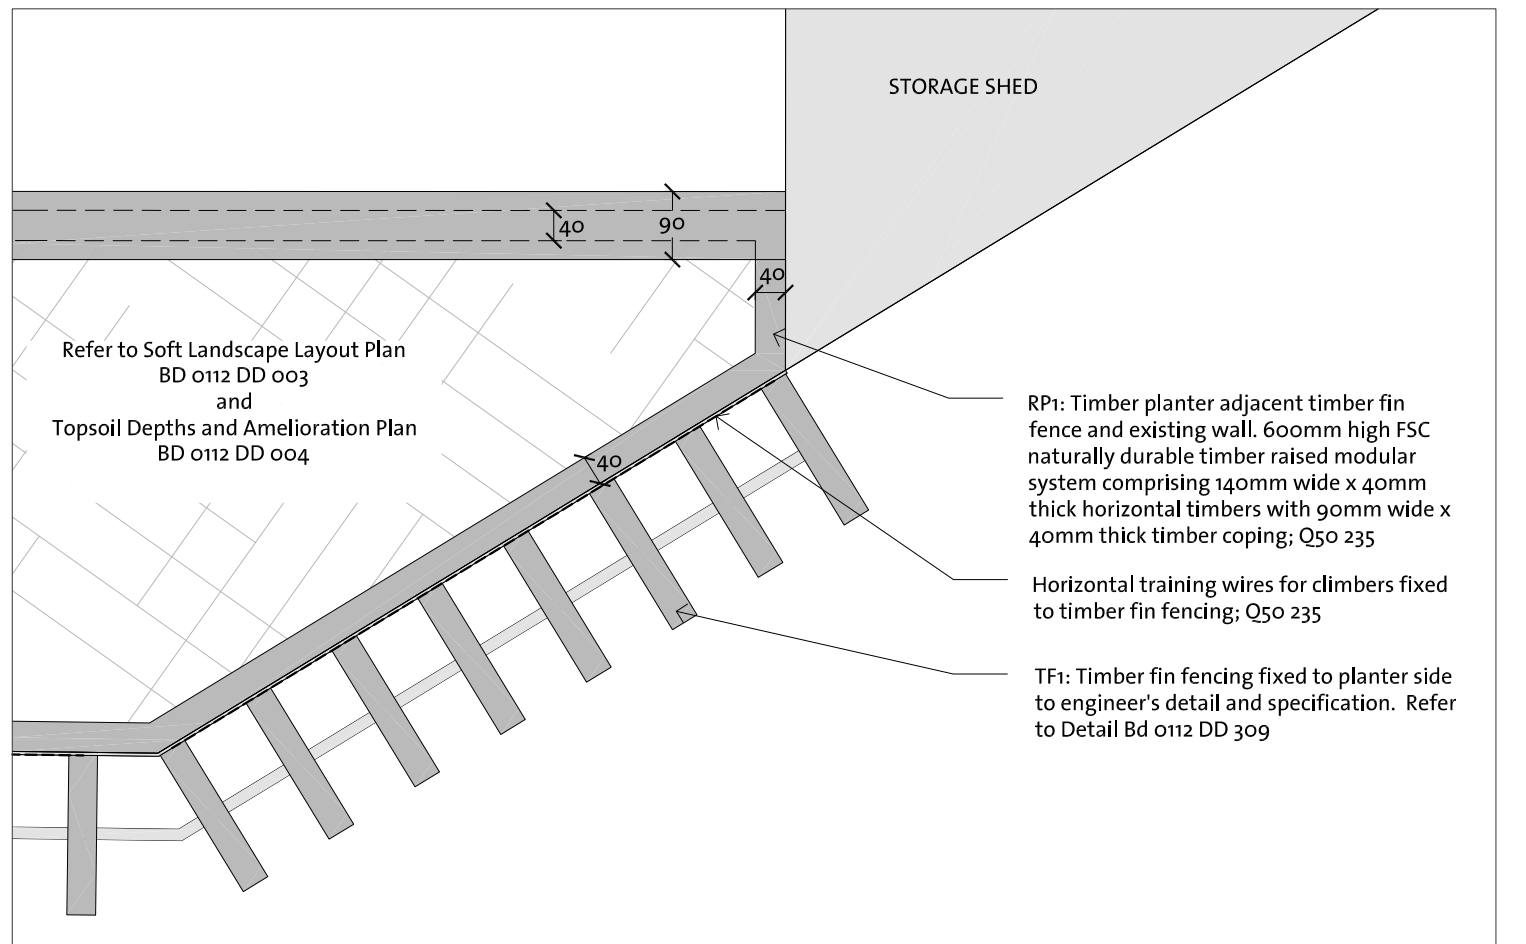 STORAGE SHED
40
90
40
Refer to Soft Landscape Layout Plan
BD 0112 DD 003
and
Topsoil Depths and Amelioration Plan
BD 0112 DD 004
40
RP1: Timber planter adjacent timber fin
fence and existing wall. 600mm high FSC
naturally durable timber raised modular
system comprising 140mm wide x 40mm
thick horizontal timbers with 90mm wide x
40mm thick timber coping; Q50 235
Horizontal training wires for climbers fixed
to timber fin fencing; Q50 235
TF1: Timber fin fencing fixed to planter side
to engineer's detail and specification.  Refer
to Detail Bd 0112 DD 309